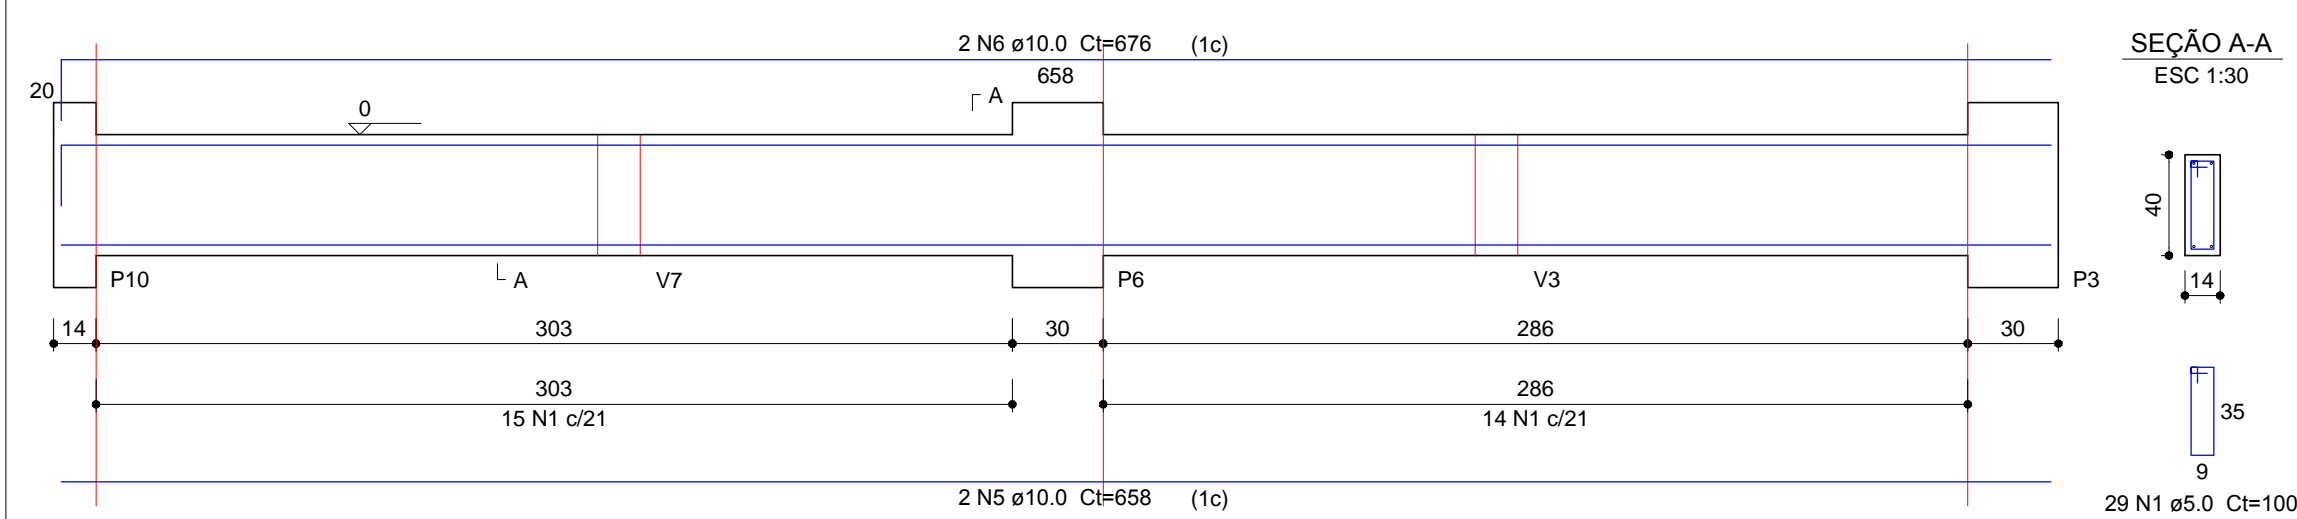 2 N6 ø10.0 Ct=676 (1c)
658
20
0
A
A
P10
V7
P6
V3
P3
14
303
30
286
30
303
15 N1 c/21
286
14 N1 c/21
2 N5 ø10.0 Ct=658 (1c)
SEÇÃO A-A
ESC 1:30
40
14
35
9
29 N1 ø5.0 Ct=100